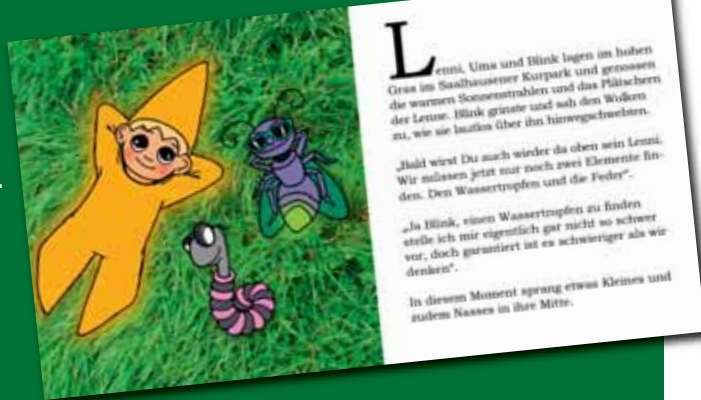 Lenni, Uma und Blink lagen im hohen
Gras im Saalhausener Kurpark und genossen
die warmen Sonnenstrahlen und das Plätschern
der Lenne. Blink grinste und sah den Wolken
zu, wie sie lautlos über ihn hinwegschwebten.
„Bald wirst Du auch wieder da oben sein Lenni.
Wir müssen jetzt nur noch zwei Elemente fin-
den. Den Wassertropfen und die Feder“.
„Ja Blink, einen Wassertropfen zu finden
stelle ich mir eigentlich gar nicht so schwer
vor, doch garantiert ist es schwieriger als wir
denken“.
In diesem Moment sprang etwas Kleines und
zudem Nasses in ihre Mitte.